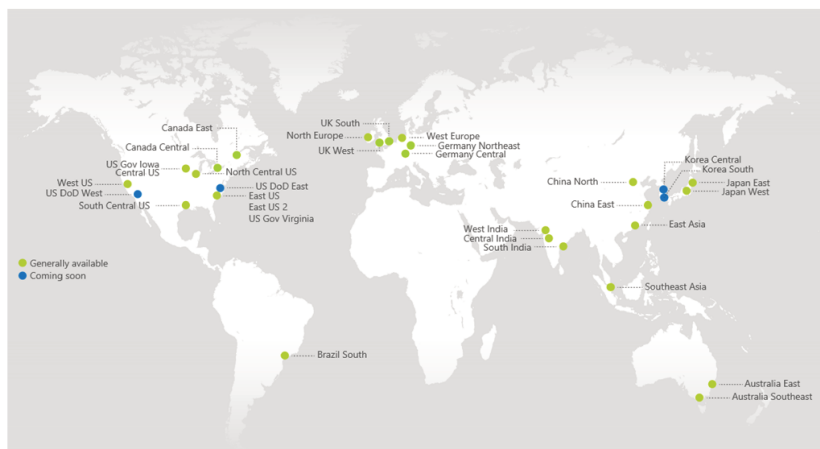 Canada East
Canada Central
US Gov Iowa
Central US
North Central US
West US
US DoD West
South Central US
US DoD East
East US
East US 2
US Gov Virginia
UK South
North Europe
UK West
West Europe
Germany Northeast
Germany Central
Korea Central
Korea South
China North
Japan East
Japan West
China East
East Asia
West India
Central India
South India
Southeast Asia
Generally available
Coming soon
Brazil South
Australia East
Australia Southeast